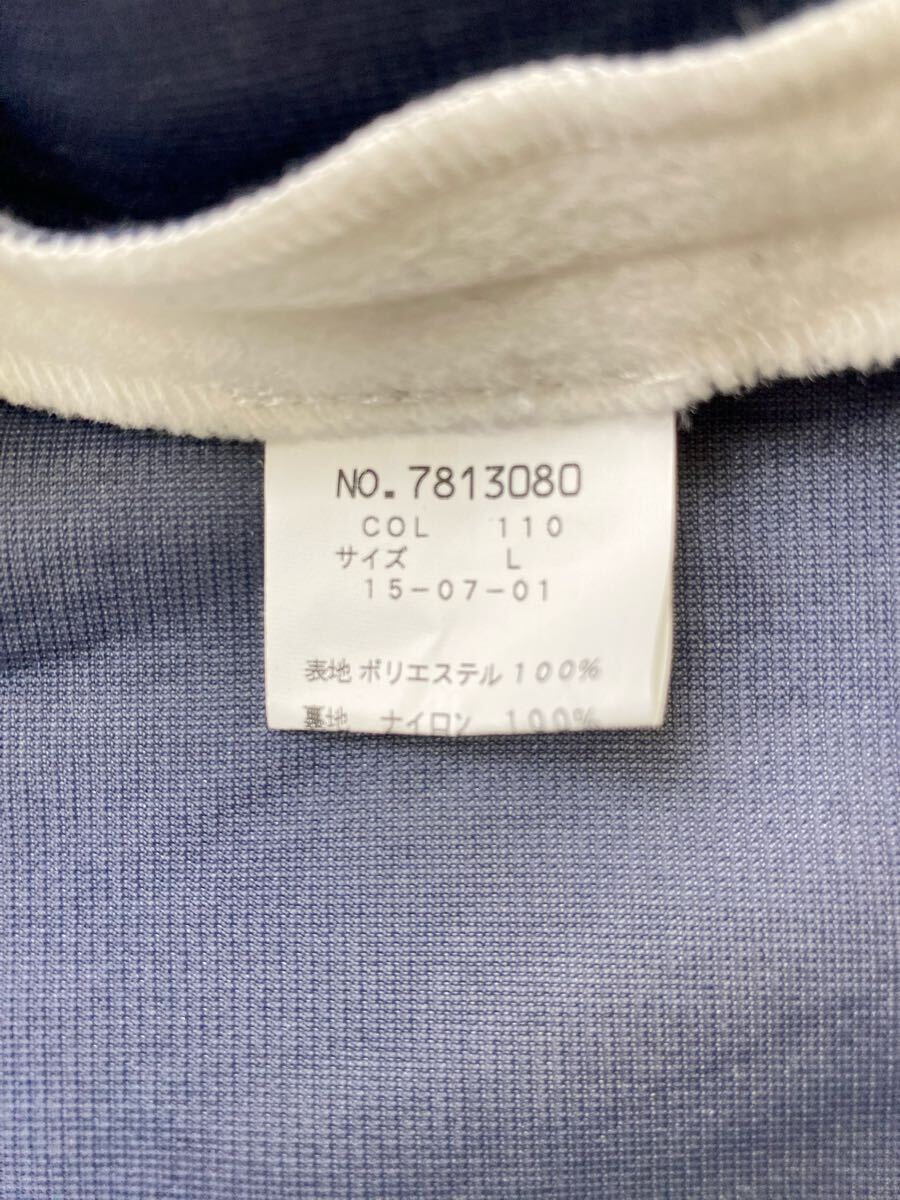 NO.7813080
COL 110
サイズ L
15-07-01
表地 ポリエステル 100%
裏地 ナイロン 100%